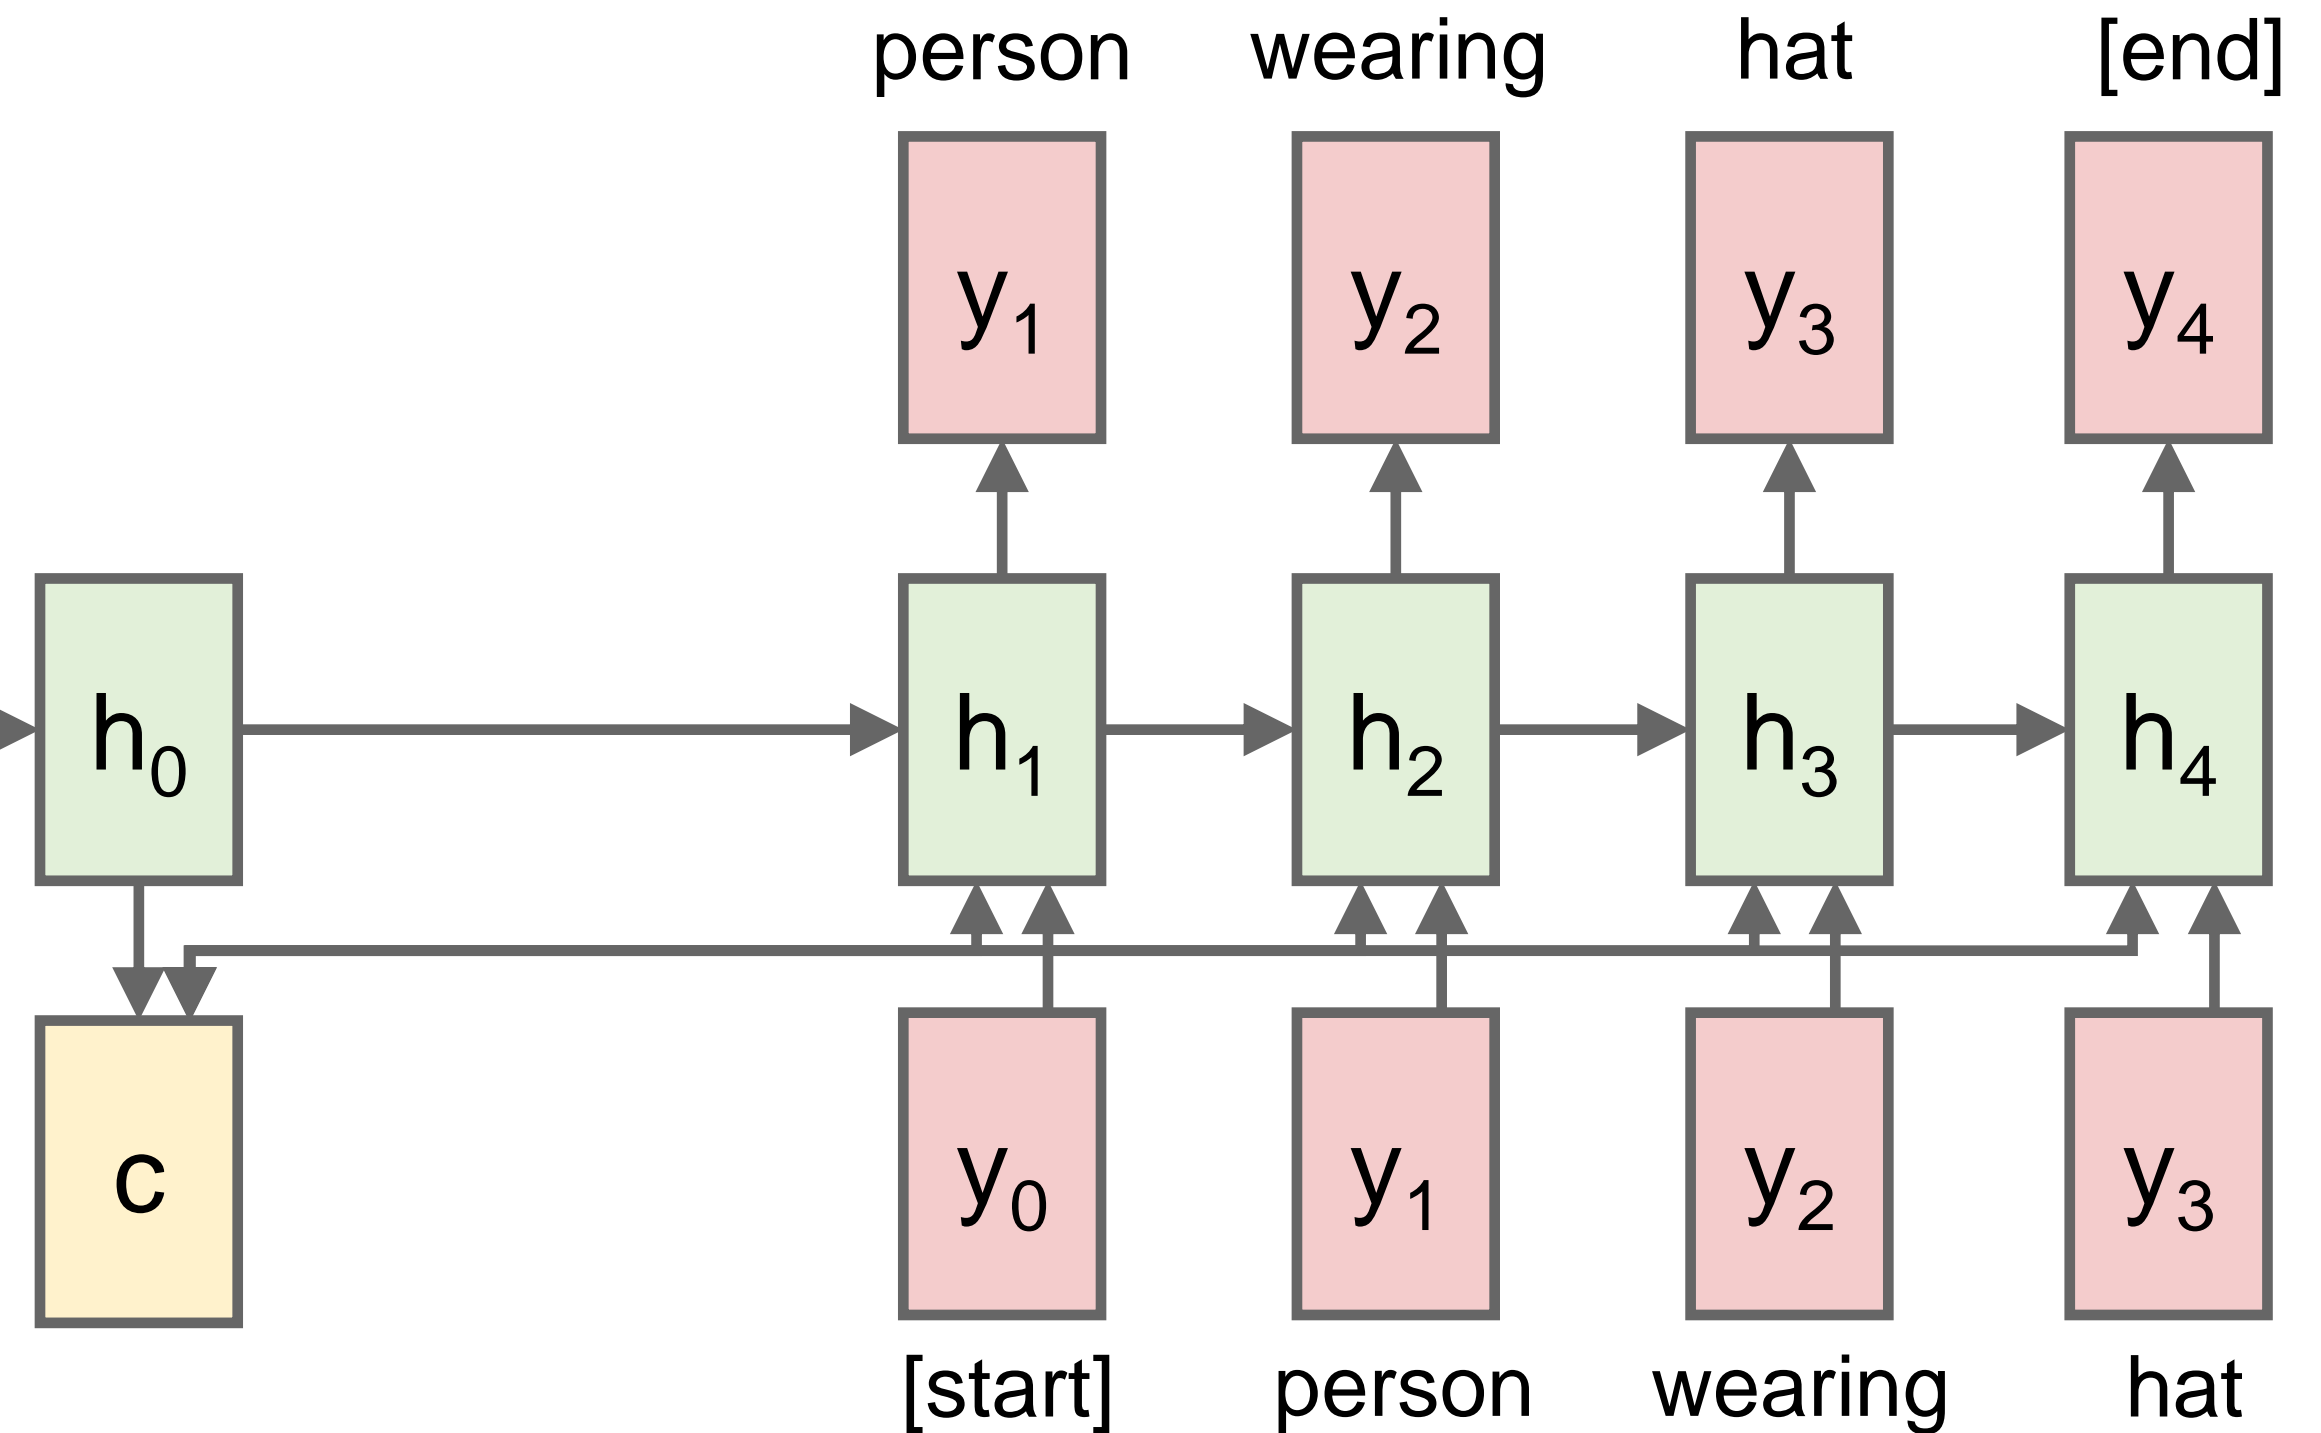 person wearing hat [end]
y1 y2 y3 y4
h0 h1 h2 h3 h4
c y0 y1 y2 y3
[start] person wearing hat